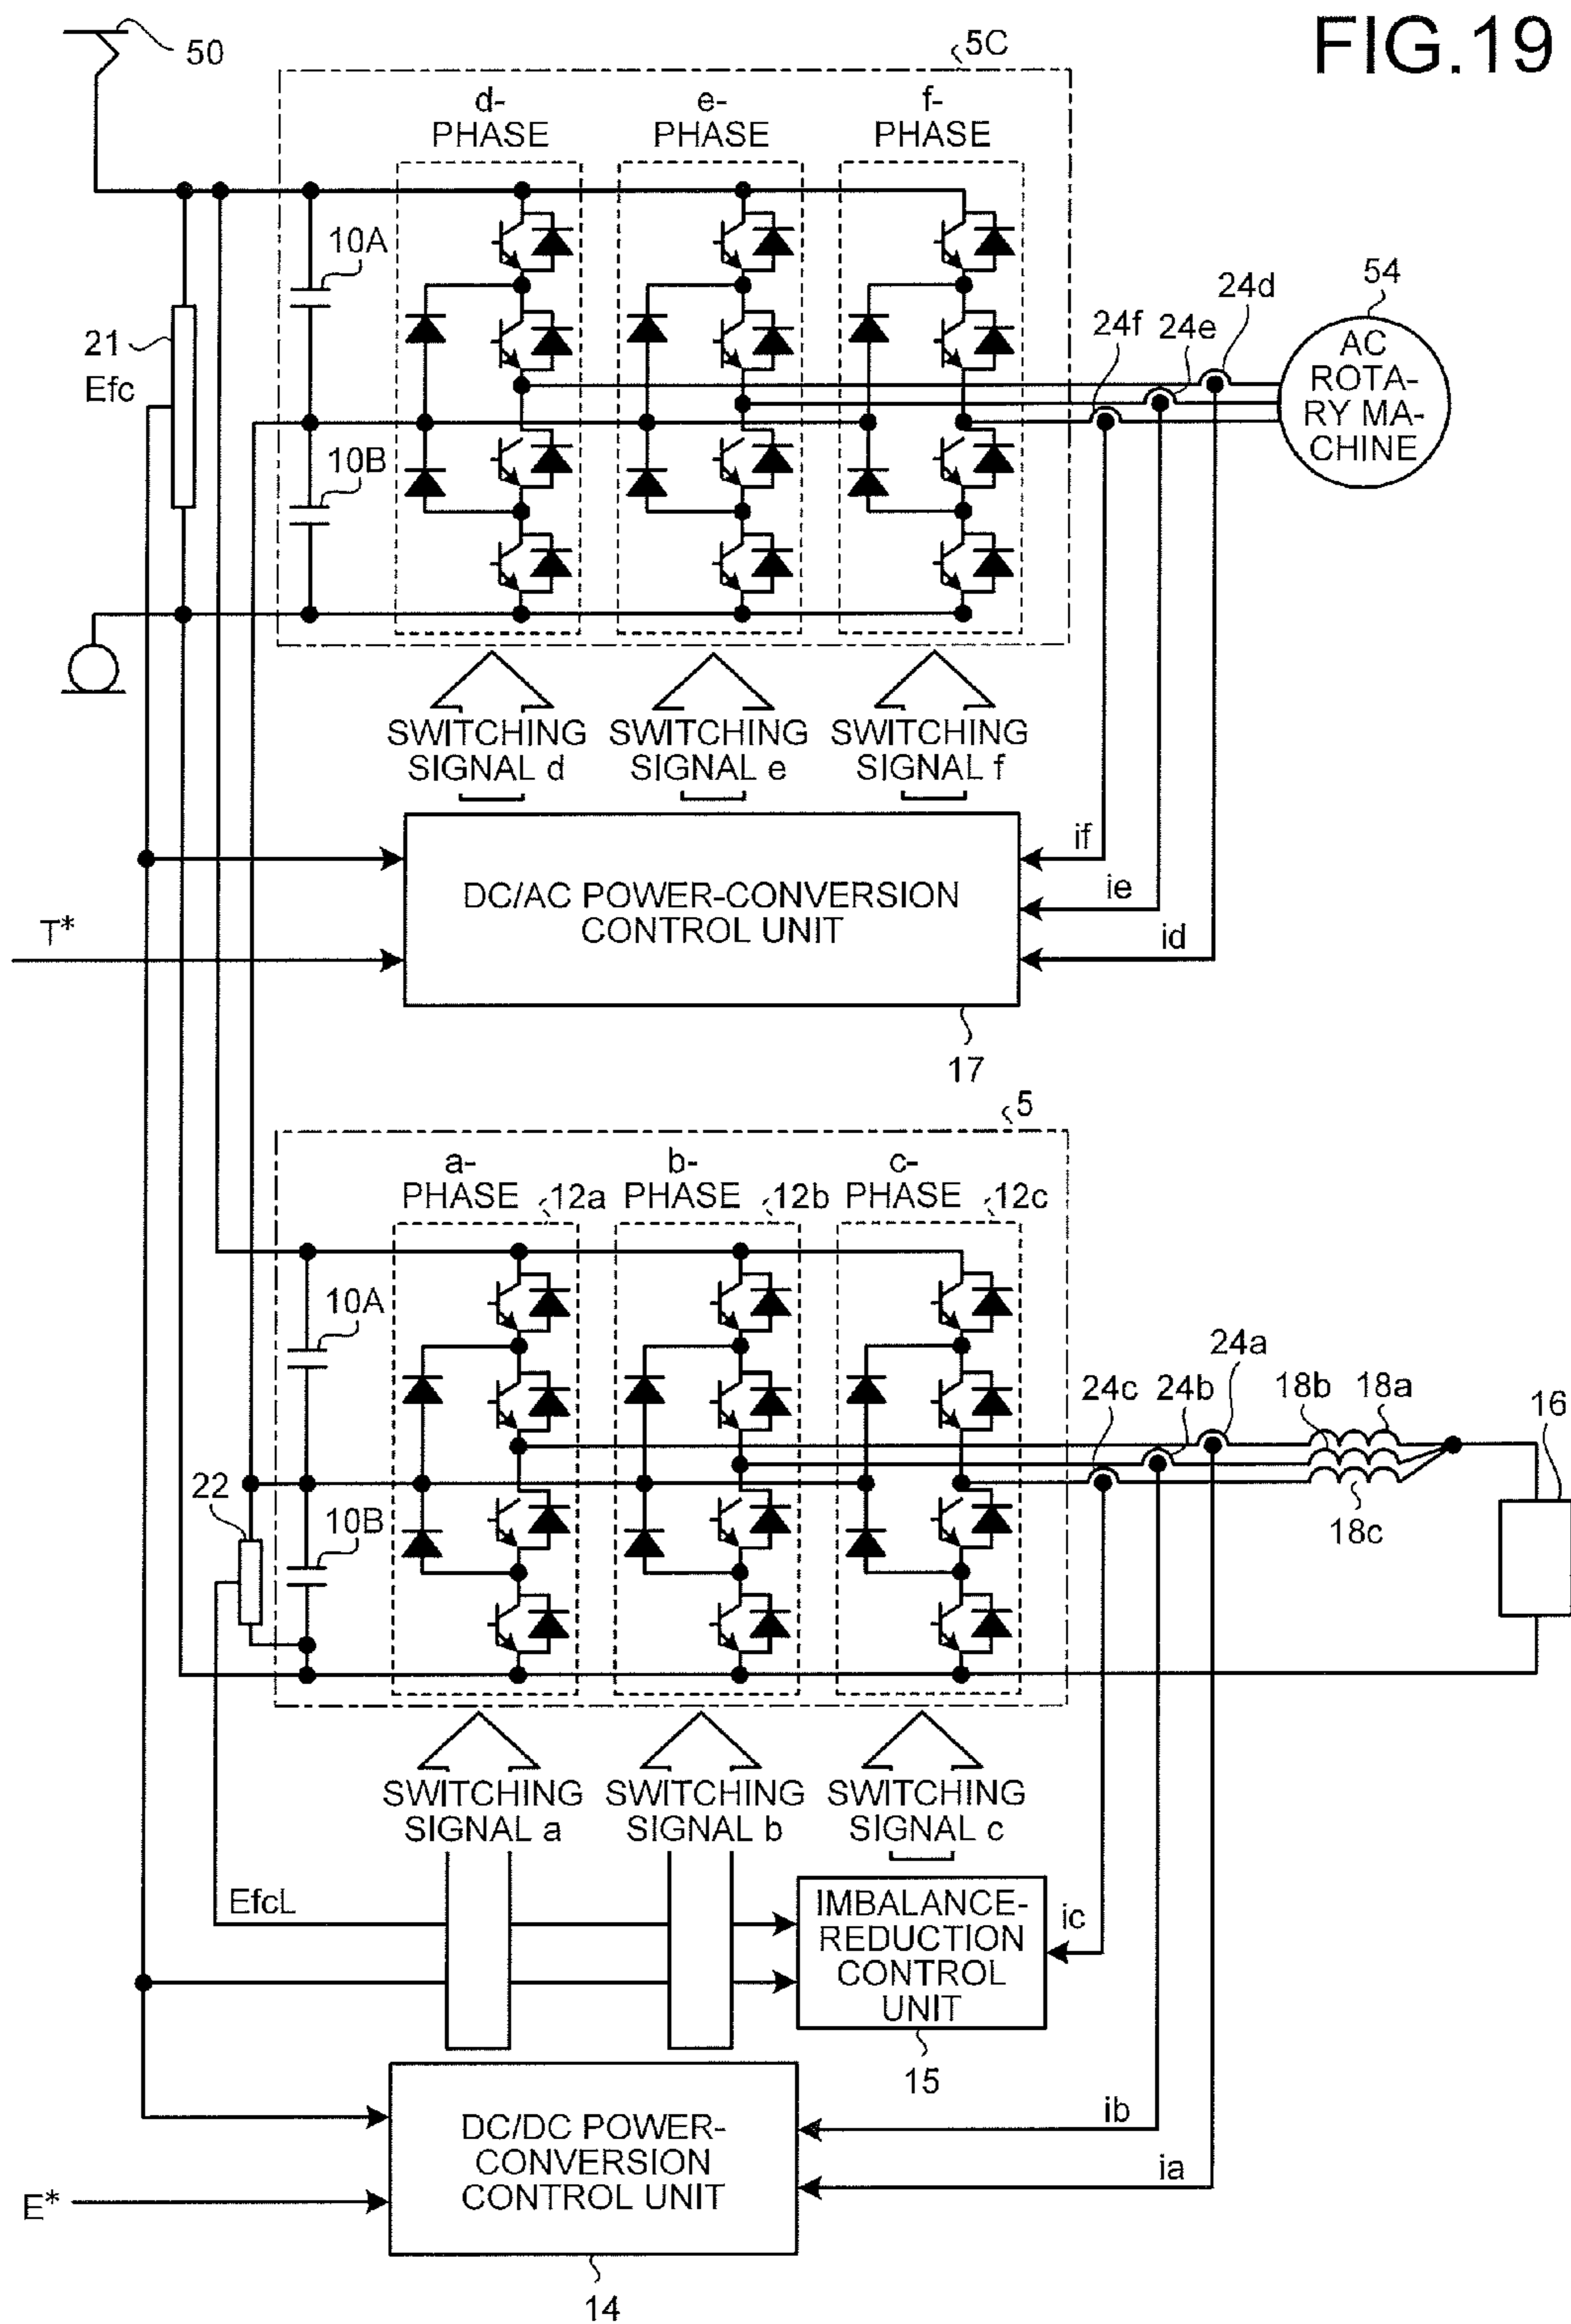 FIG.19
50
5C
d-
PHASE
e-
PHASE
f-
PHASE
10A
21
Efc
10B
24f
24e
24d
54
AC
ROTA-
RY MA-
CHINE
SWITCHING
SIGNAL d
SWITCHING
SIGNAL e
SWITCHING
SIGNAL f
T*
DC/AC POWER-CONVERSION
CONTROL UNIT
if
ie
id
17
5
a-
PHASE
12a
b-
PHASE
12b
c-
PHASE
12c
10A
22
10B
24c
24b
24a
18b
18a
18c
16
SWITCHING
SIGNAL a
SWITCHING
SIGNAL b
SWITCHING
SIGNAL c
EfcL
IMBALANCE-
REDUCTION
CONTROL
UNIT
ic
15
DC/DC POWER-
CONVERSION
CONTROL UNIT
ib
ia
E*
14